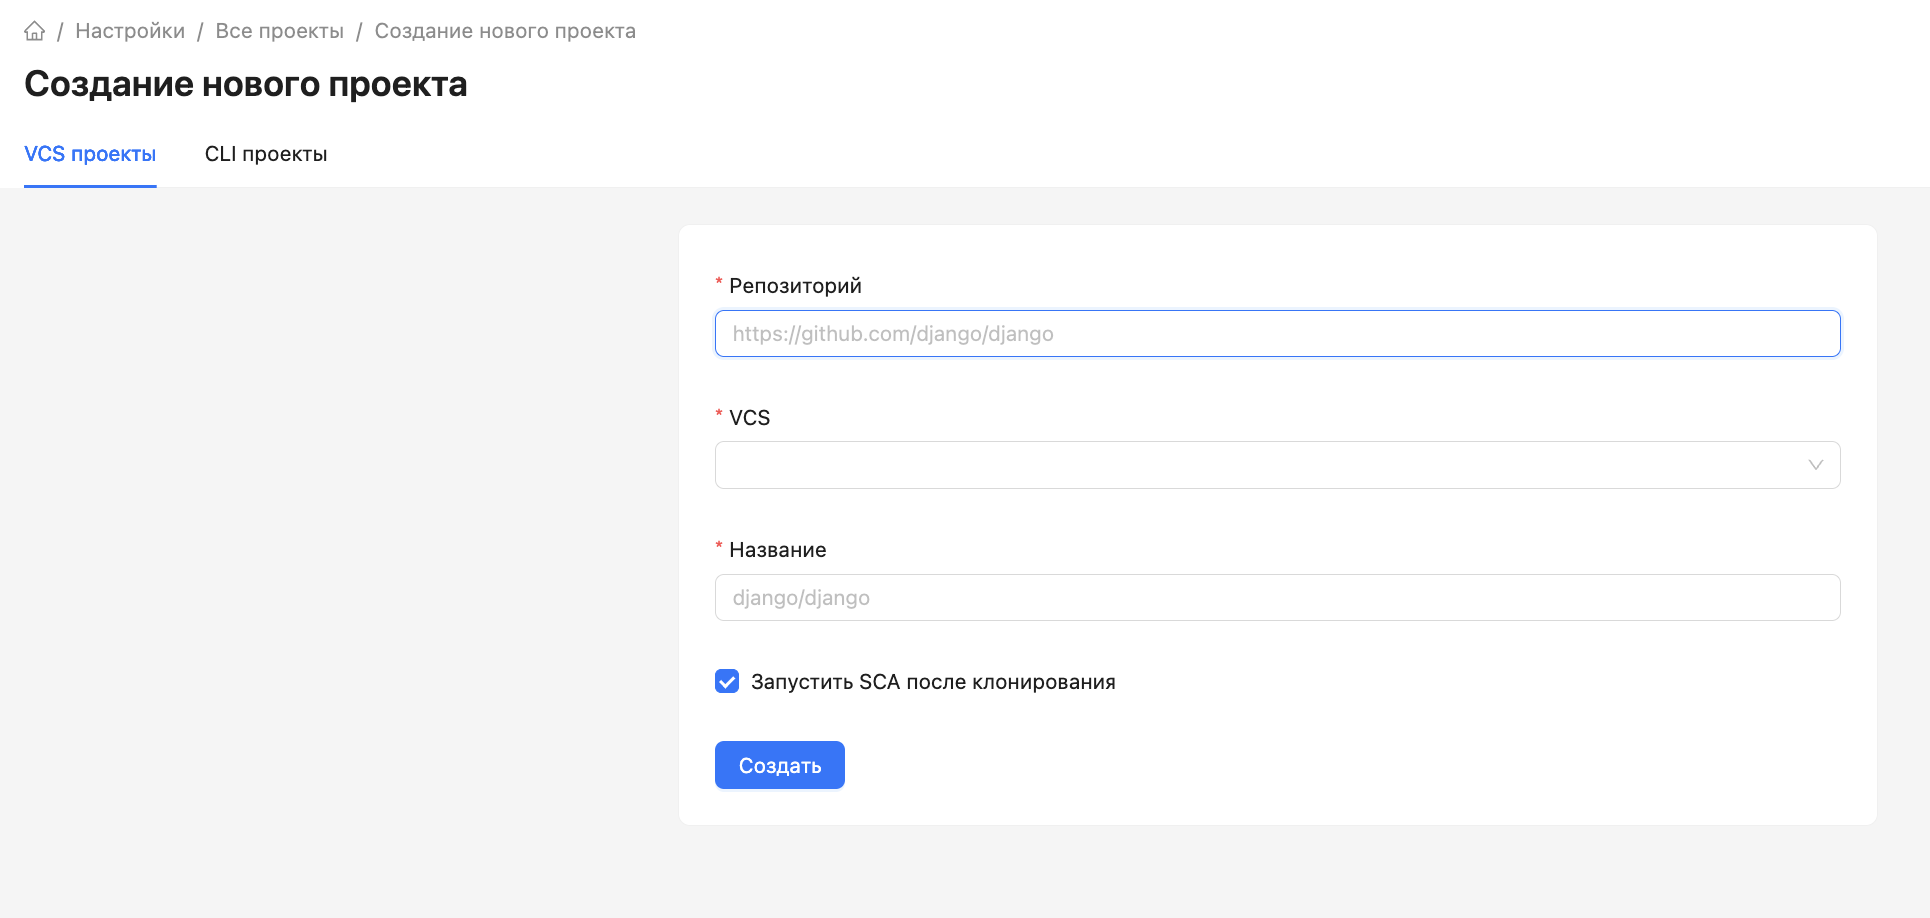 / Настройки / Все проекты / Создание нового проекта
Создание нового проекта
VCS проекты CLI проекты
* Репозиторий
https://github.com/django/django
* VCS
* Название
django/django
Запустить SCA после клонирования
Создать